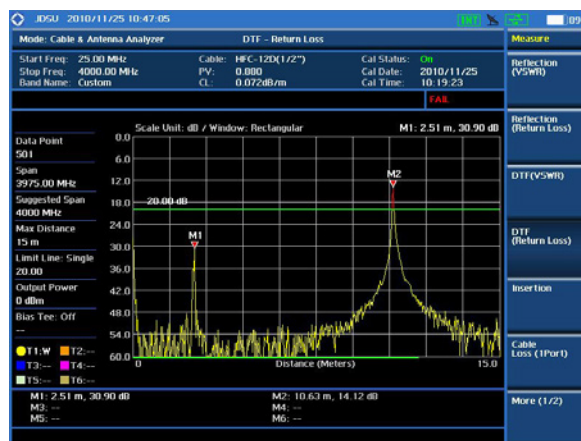 JDSU 2010/11/25 10:47:05 [INT] 89
Mode: Cable & Antenna Analyzer DTF - Return Loss Measure
Start Freq: 25.00 MHz Cable: HFC-12D(1/2") Cal Status: On
Stop Freq: 4000.00 MHz PV: 0.800 Cal Date: 2010/11/25
Band Name: Custom CL: 0.072dB/m Cal Time: 10:19:23
FAIL
Reflection
(VSWR)
Reflection
(Return Loss)
DTF(VSWR)
DTF
(Return Loss)
Insertion
Cable
Loss (1Port)
More (1/2)
Scale Unit: dB / Window: Rectangular M1: 2.51 m, 30.90 dB
Data Point
501
Span
3975.00 MHz
Suggested Span
4000 MHz
Max Distance
15 m
Limit Line: Single
20.00
Output Power
0 dBm
Bias Tee: Off
--
T1:W T2:--
T3:-- T4:--
T5:-- T6:--
0.0
6.0
12.0
18.0
24.0
30.0
36.0
42.0
48.0
54.0
60.0
M2
20.00 dB
M1
0 Distance (Meters) 15.0
M1: 2.51 m, 30.90 dB M2: 10.63 m, 14.12 dB
M3: -- M4: --
M5: -- M6: --